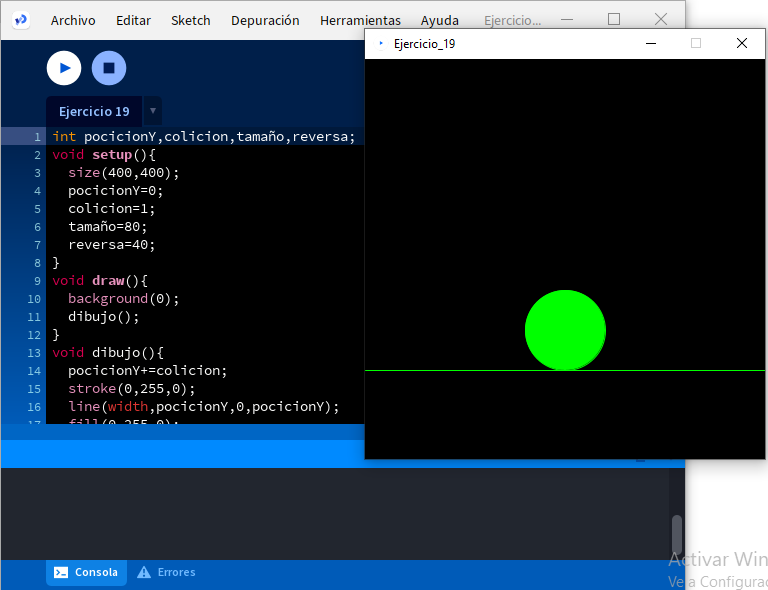 Archivo Editar Sketch Depuración Herramientas Ayuda Ejercicio...
Ejercicio_19
Ejercicio 19
1 int pocicionY,colicion,tamaño,reversa;
2 void setup(){
3 size(400,400);
4 pocicionY=0;
5 colicion=1;
6 tamaño=80;
7 reversa=40;
8 }
9 void draw(){
10 background(0);
11 dibujo();
12 }
13 void dibujo(){
14 pocicionY+=colicion;
15 stroke(0,255,0);
16 line(width,pocicionY,0,pocicionY);
17 fill(0,255,0);
Consola Errores
Activar Win
Ve a Configurac